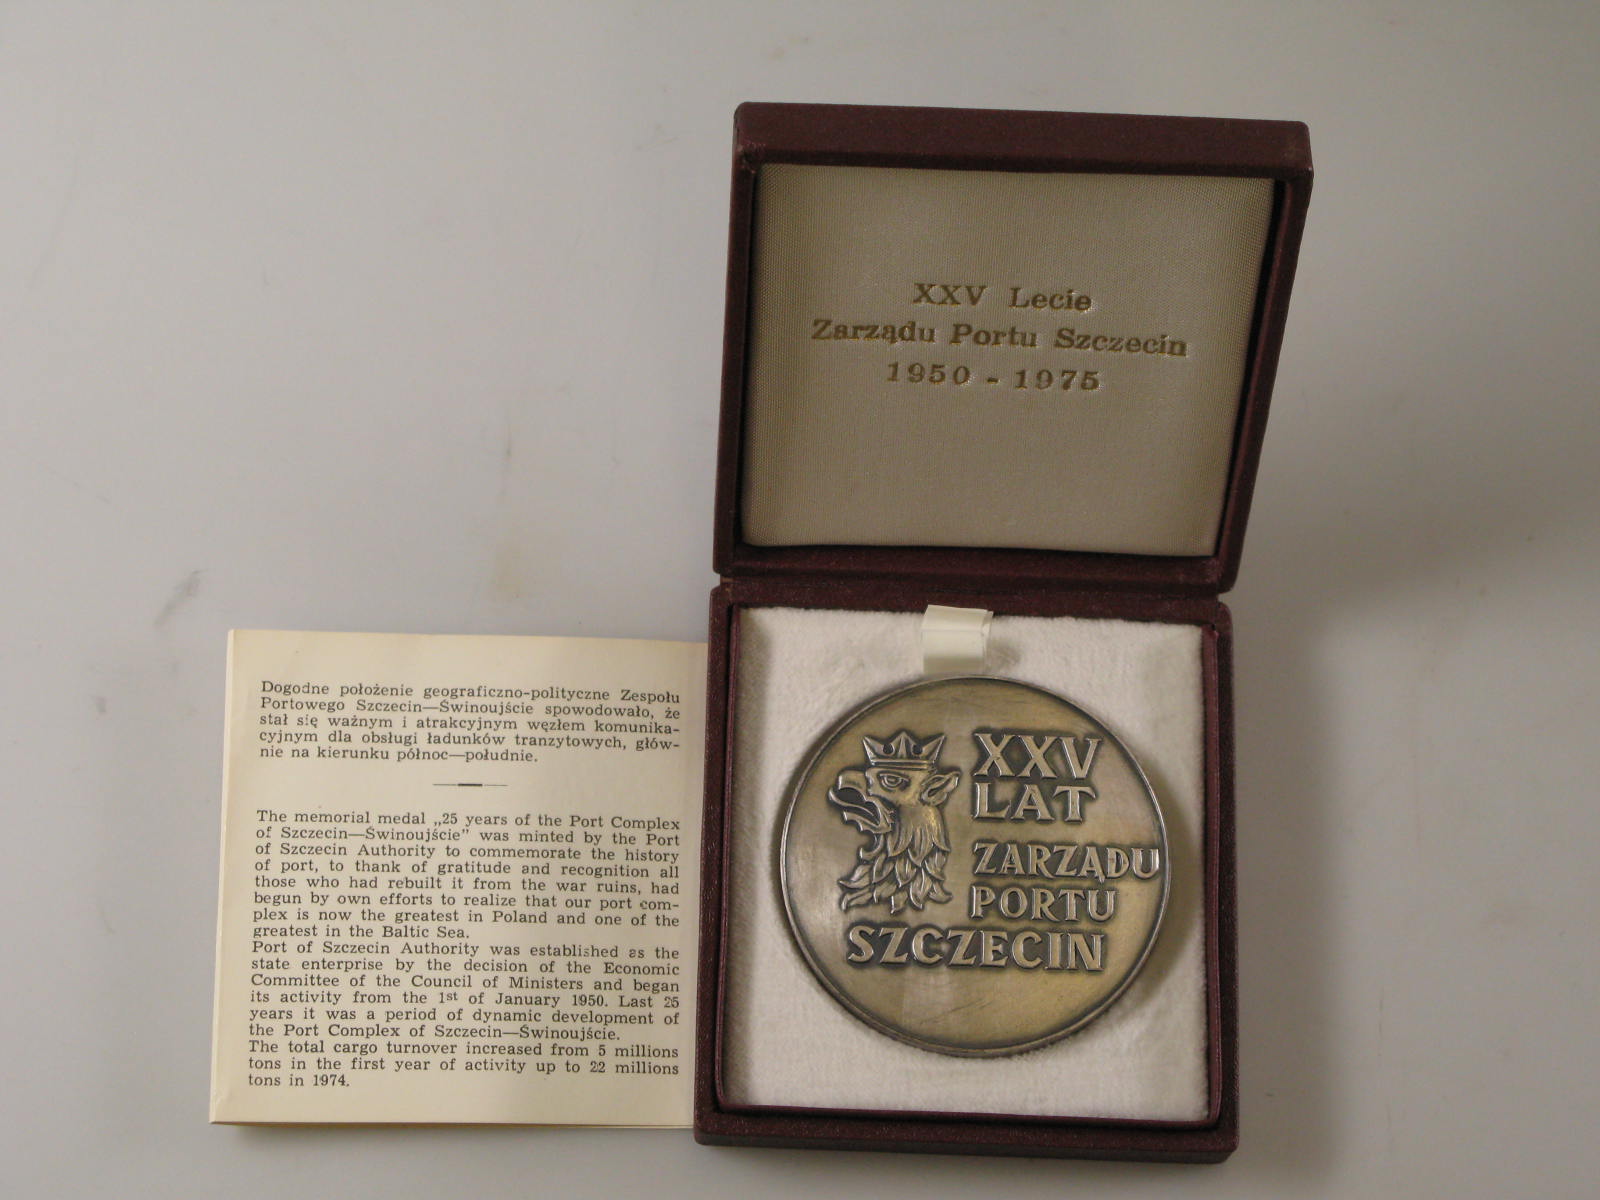 Dogodne położenie geograficzno-polityczne Zespołu
Portowego Szczecin—Świnoujście spowodowało, że
stał się ważnym i atrakcyjnym węzłem komunika-
cyjnym dla obsługi ładunków tranzytowych, głów-
nie na kierunku północ—południe.
The memorial medal „25 years of the Port Complex
of Szczecin—Świnoujście” was minted by the Port
of Szczecin Authority to commemorate the history
of port, to thank of gratitude and recognition all
those who had rebuilt it from the war ruins, had
begun by own efforts to realize that our port com-
plex is now the greatest in Poland and one of the
greatest in the Baltic Sea.
Port of Szczecin Authority was established as the
state enterprise by the decision of the Economic
Committee of the Council of Ministers and began
its activity from the 1st of January 1950. Last 25
years it was a period of dynamic development of
the Port Complex of Szczecin—Świnoujście.
The total cargo turnover increased from 5 millions
tons in the first year of activity up to 22 millions
tons in 1974.
XXV Lecie
Zarządu Portu Szczecin
1950 - 1975
XXV
LAT
ZARZĄDU
PORTU
SZCZECIN